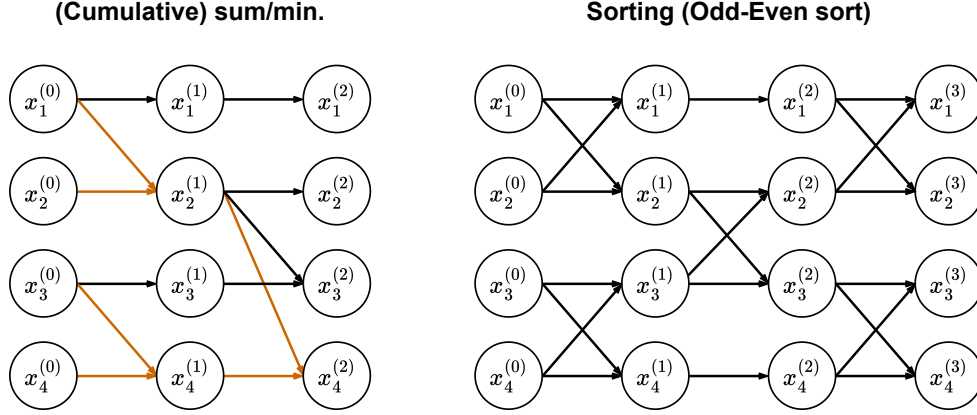 (Cumulative) sum/min. Sorting (Odd-Even sort)
x_1^{(0)} x_1^{(1)} x_1^{(2)} x_1^{(0)} x_1^{(1)} x_1^{(2)} x_1^{(3)}
x_2^{(0)} x_2^{(1)} x_2^{(2)} x_2^{(0)} x_2^{(1)} x_2^{(2)} x_2^{(3)}
x_3^{(0)} x_3^{(1)} x_3^{(2)} x_3^{(0)} x_3^{(1)} x_3^{(2)} x_3^{(3)}
x_4^{(0)} x_4^{(1)} x_4^{(2)} x_4^{(0)} x_4^{(1)} x_4^{(2)} x_4^{(3)}